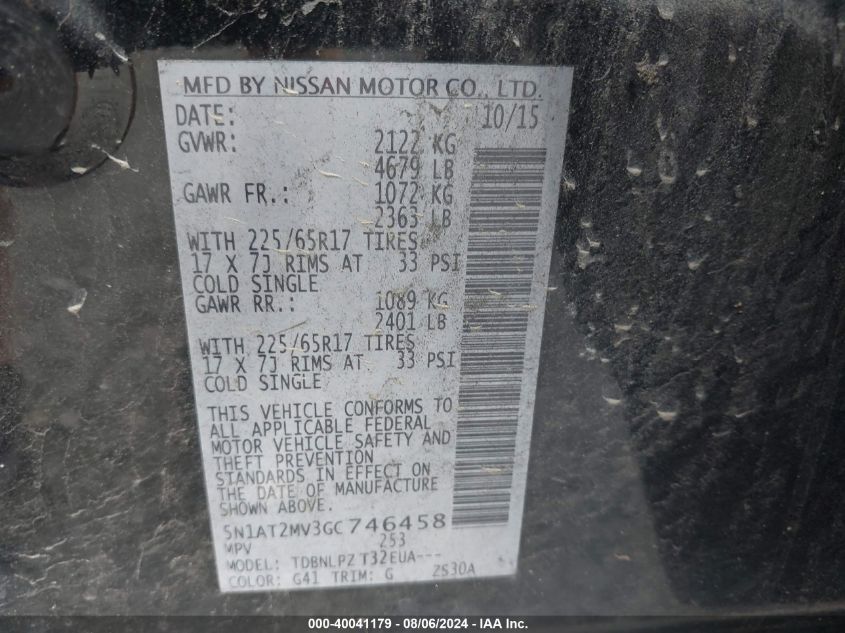 MFD BY NISSAN MOTOR CO., LTD.
DATE: 10/15
GVWR: 2122 KG
4679 LB
GAWR FR.: 1072 KG
2363 LB
WITH 225/65R17 TIRES
17 X 7J RIMS AT 33 PSI
COLD SINGLE
GAWR RR.: 1089 KG
2401 LB
WITH 225/65R17 TIRES
17 X 7J RIMS AT 33 PSI
COLD SINGLE
THIS VEHICLE CONFORMS TO
ALL APPLICABLE FEDERAL
MOTOR VEHICLE SAFETY AND
THEFT PREVENTION
STANDARDS IN EFFECT ON
THE DATE OF MANUFACTURE
SHOWN ABOVE.
5N1AT2MV3GC746458
MPV 253
MODEL: TDBNLPZ T32EUA---
COLOR: G41 TRIM: G 2S30A
000-40041179 - 08/06/2024 - IAA Inc.